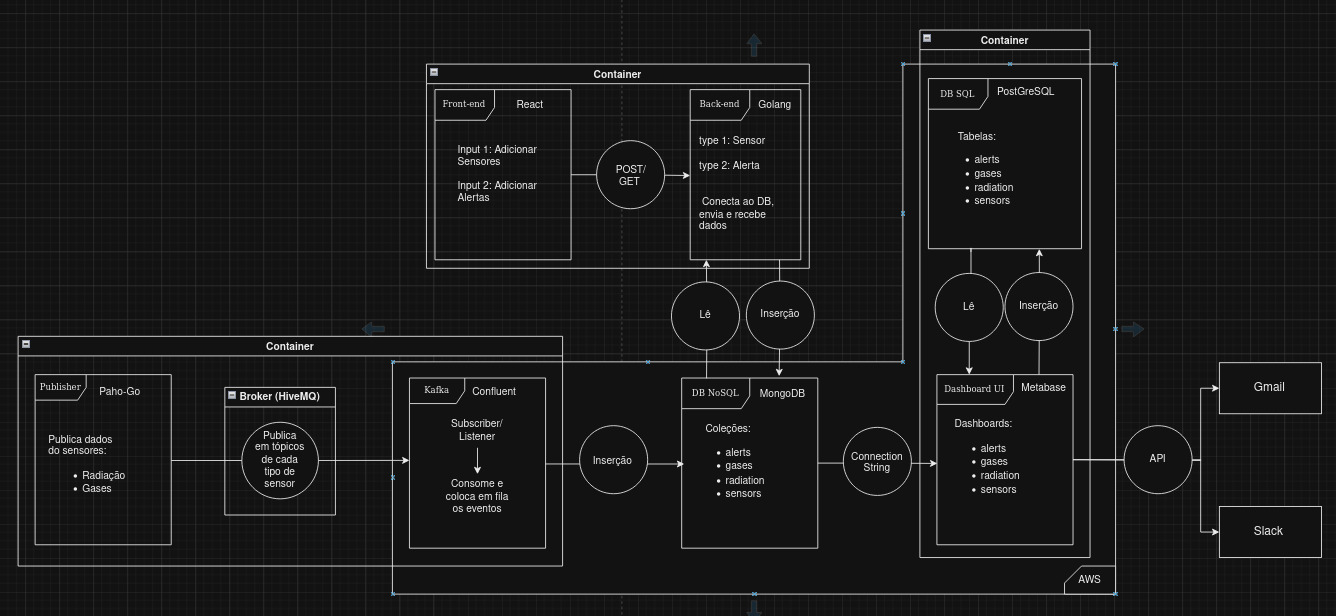 Container
Front-end
React
Input 1: Adicionar
Sensores
Input 2: Adicionar
Alertas
POST/
GET
Back-end
Golang
type 1: Sensor
type 2: Alerta
Conecta ao DB,
envia e recebe
dados
Lê
Inserção
Container
DB SQL
PostGreSQL
Tabelas:
alerts
gases
radiation
sensors
Lê
Inserção
Container
Publisher
Paho-Go
Publica dados
do sensores:
Radiação
Gases
Broker (HiveMQ)
Publica
em tópicos
de cada
tipo de
sensor
Kafka
Confluent
Subscriber/
Listener
Consome e
coloca em fila
os eventos
Inserção
DB NoSQL
MongoDB
Coleções:
alerts
gases
radiation
sensors
Connection
String
Dashboard UI
Metabase
Dashboards:
alerts
gases
radiation
sensors
API
Gmail
Slack
AWS